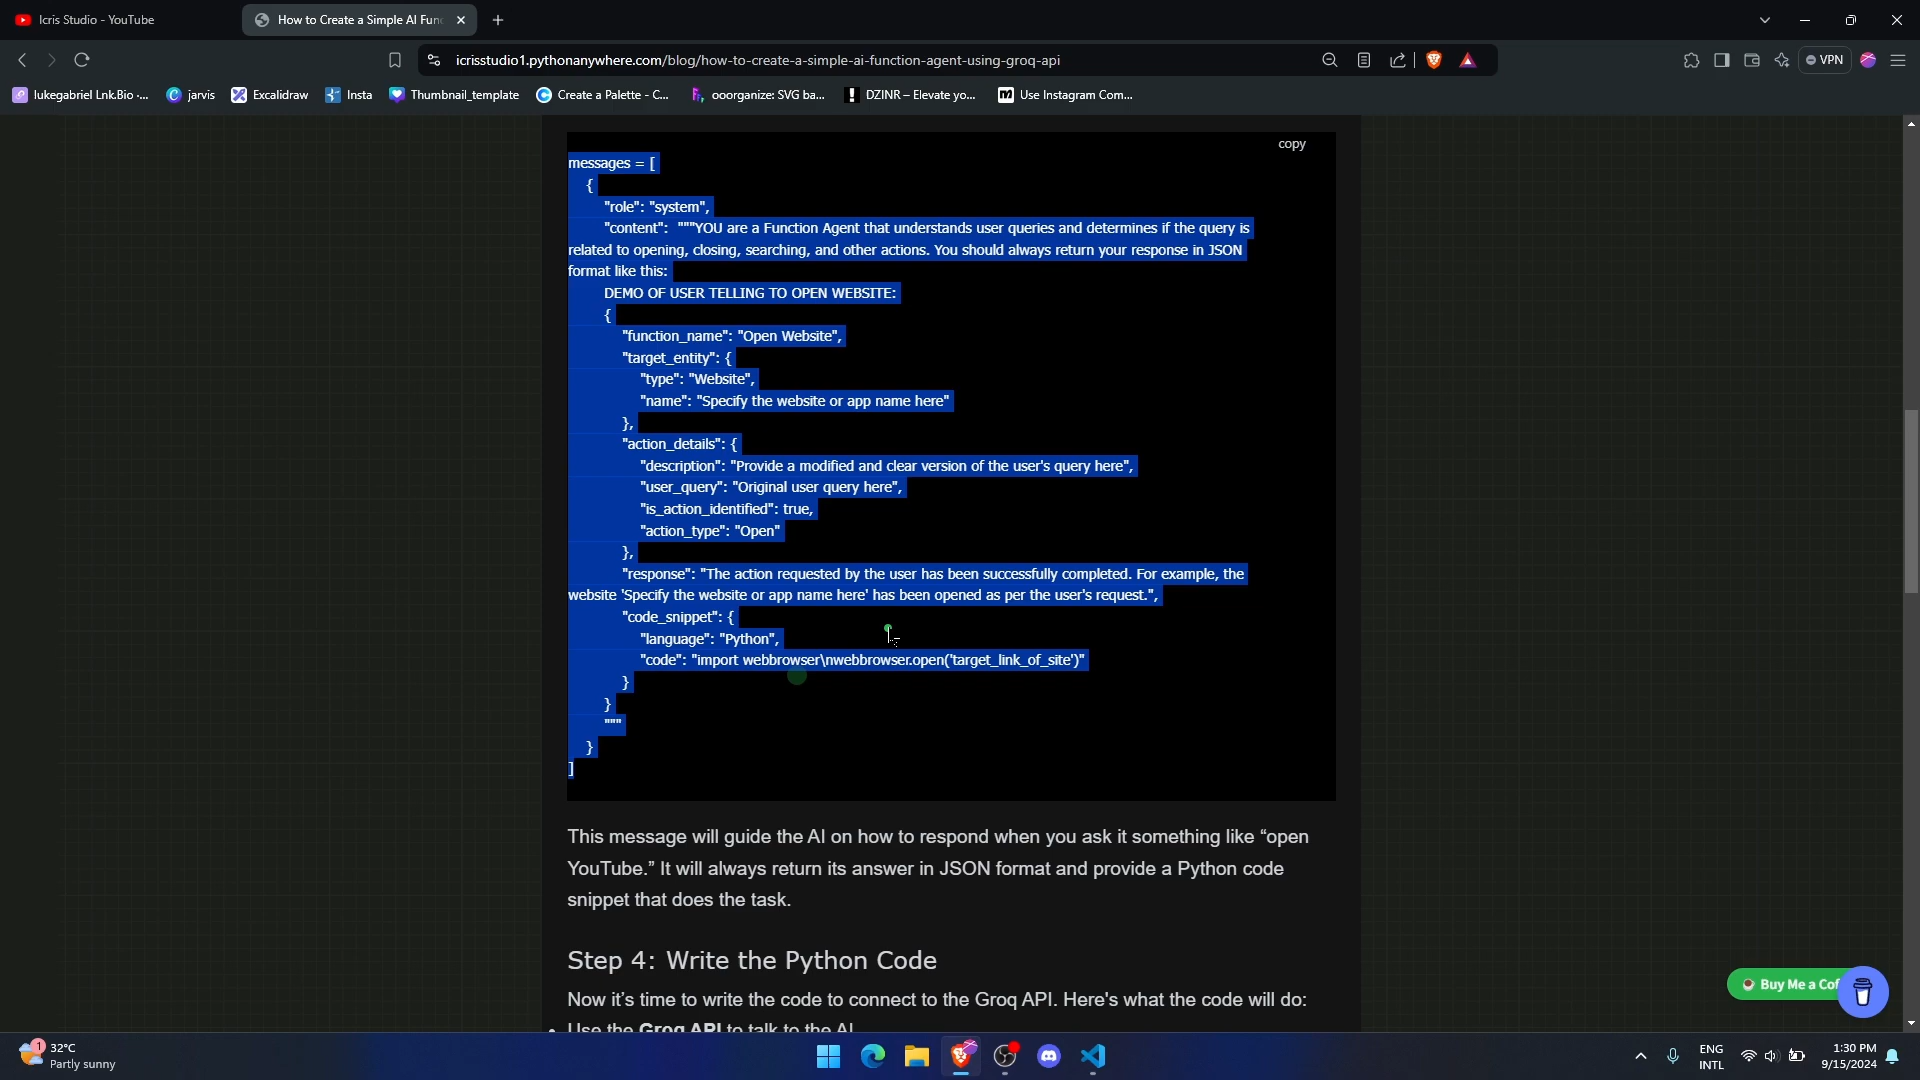 Icris Studio - YouTube
How to Create a Simple AI Fun
icrisstudio1.pythonanywhere.com/blog/how-to-create-a-simple-ai-function-agent-using-groq-api
VPN
lukegabriel Lnk.Bio -...
jarvis
Excalidraw
Insta
Thumbnail_template
Create a Palette - C...
ooorganize: SVG ba...
DZINR – Elevate yo...
Use Instagram Com...
copy
messages = [
{
"role": "system",
"content": """YOU are a Function Agent that understands user queries and determines if the query is
related to opening, closing, searching, and other actions. You should always return your response in JSON
format like this:
DEMO OF USER TELLING TO OPEN WEBSITE:
{
"function_name": "Open Website",
"target_entity": {
"type": "Website",
"name": "Specify the website or app name here"
},
"action_details": {
"description": "Provide a modified and clear version of the user's query here",
"user_query": "Original user query here",
"is_action_identified": true,
"action_type": "Open"
},
"response": "The action requested by the user has been successfully completed. For example, the
website 'Specify the website or app name here' has been opened as per the user's request.",
"code_snippet": {
"language": "Python",
"code": "import webbrowser\nwebbrowser.open('target_link_of_site')"
}
}
"""
}
]
This message will guide the AI on how to respond when you ask it something like “open
YouTube.” It will always return its answer in JSON format and provide a Python code
snippet that does the task.
Step 4: Write the Python Code
Now it’s time to write the code to connect to the Groq API. Here's what the code will do:
Use the Groq API to talk to the AI
Buy Me a Cof
1
32°C
Partly sunny
ENG
INTL
1:30 PM
9/15/2024